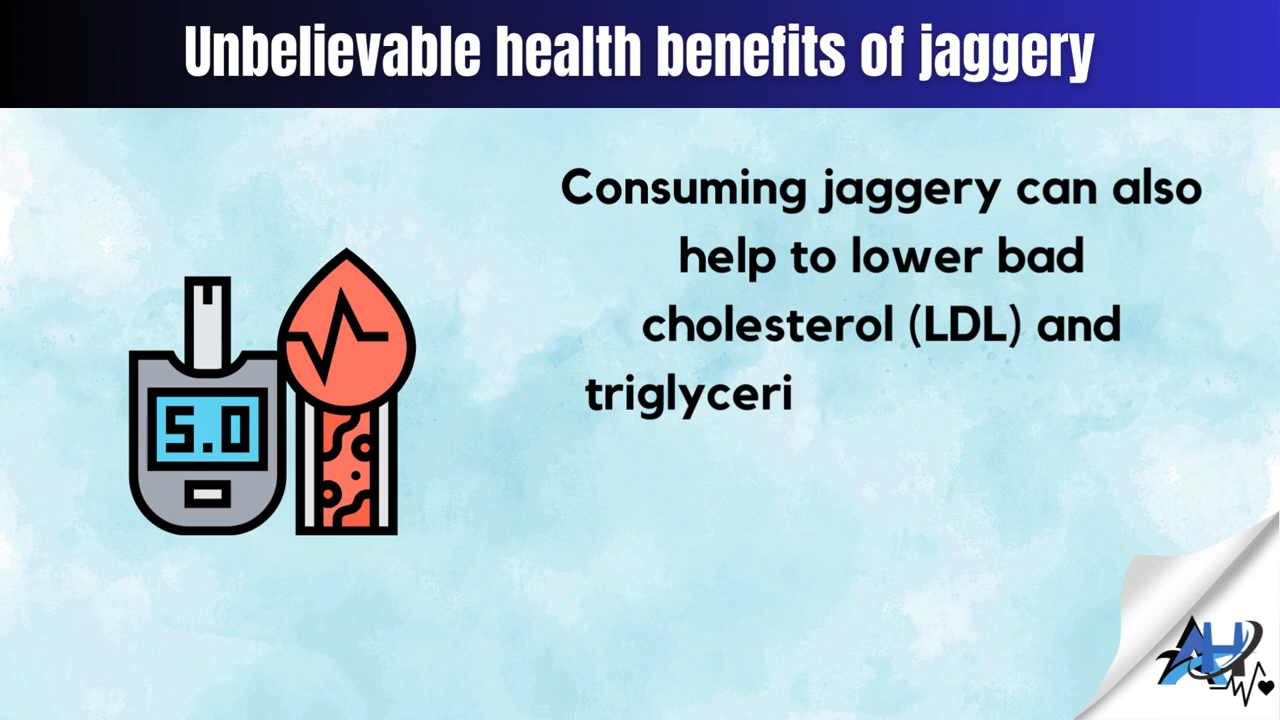 Unbelievable health benefits of jaggery
Consuming jaggery can also
help to lower bad
cholesterol (LDL) and
triglyceri
5.0
AH